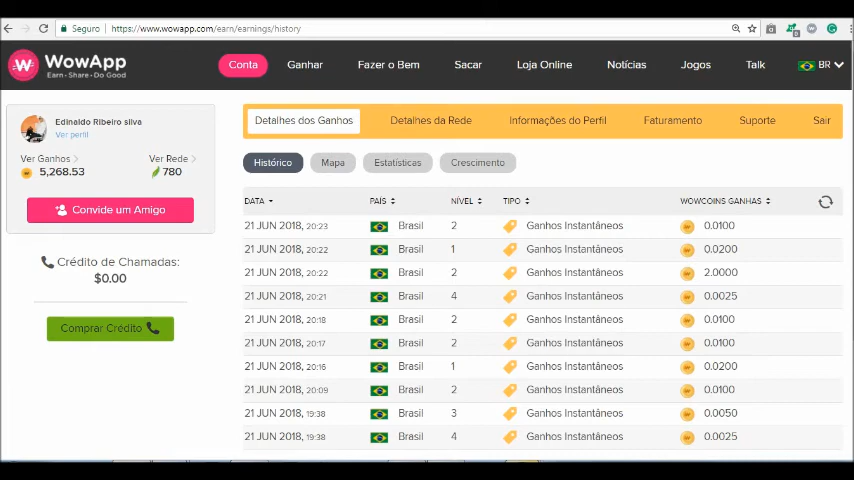 Seguro https://www.wowapp.com/earn/earnings/history
WowApp
Earn • Share • Do Good
Conta Ganhar Fazer o Bem Sacar Loja Online Notícias Jogos Talk BR
Edinaldo Ribeiro silva
Ver perfil
Ver Ganhos Ver Rede
5,268.53 780
Convide um Amigo
Crédito de Chamadas:
$0.00
Comprar Crédito
Detalhes dos Ganhos Detalhes da Rede Informações do Perfil Faturamento Suporte Sair
Histórico Mapa Estatísticas Crescimento
DATA PAÍS NÍVEL TIPO WOWCOINS GANHAS
21 JUN 2018, 20:23 Brasil 2 Ganhos Instantâneos 0.0100
21 JUN 2018, 20:22 Brasil 1 Ganhos Instantâneos 0.0200
21 JUN 2018, 20:22 Brasil 2 Ganhos Instantâneos 2.0000
21 JUN 2018, 20:21 Brasil 4 Ganhos Instantâneos 0.0025
21 JUN 2018, 20:18 Brasil 2 Ganhos Instantâneos 0.0100
21 JUN 2018, 20:17 Brasil 2 Ganhos Instantâneos 0.0100
21 JUN 2018, 20:16 Brasil 1 Ganhos Instantâneos 0.0200
21 JUN 2018, 20:09 Brasil 2 Ganhos Instantâneos 0.0100
21 JUN 2018, 19:38 Brasil 3 Ganhos Instantâneos 0.0050
21 JUN 2018, 19:38 Brasil 4 Ganhos Instantâneos 0.0025